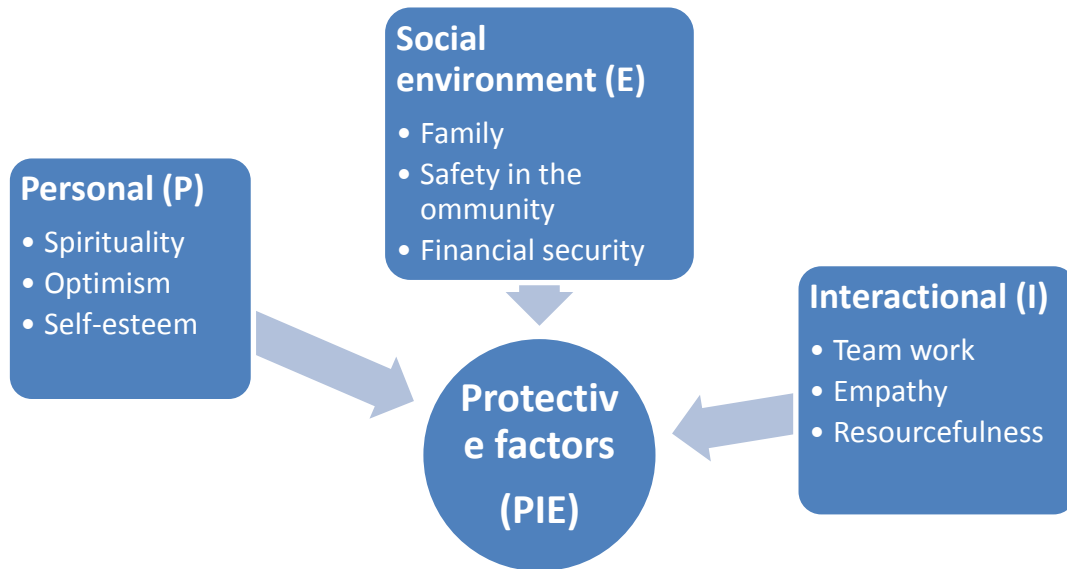 Social
environment (E)
• Family
• Safety in the
ommunity
• Financial security
Personal (P)
• Spirituality
• Optimism
• Self-esteem
Interactional (I)
• Team work
• Empathy
• Resourcefulness
Protectiv
e factors
(PIE)